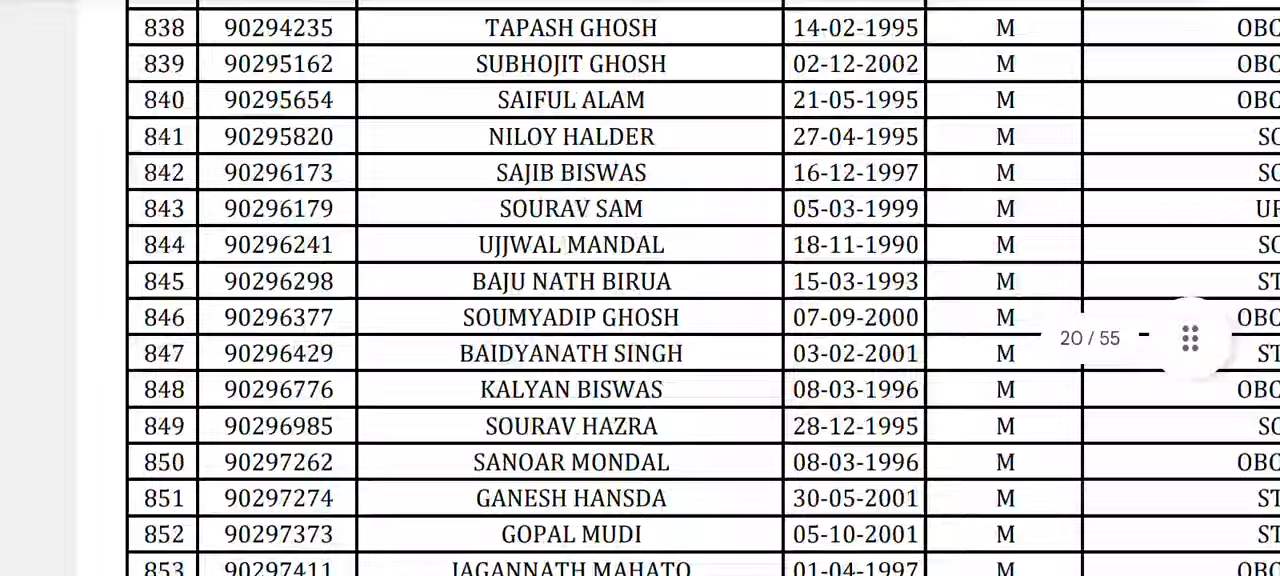 838 90294235 TAPASH GHOSH 14-02-1995 M OBC
839 90295162 SUBHOJIT GHOSH 02-12-2002 M OBC
840 90295654 SAIFUL ALAM 21-05-1995 M OBC
841 90295820 NILOY HALDER 27-04-1995 M SC
842 90296173 SAJIB BISWAS 16-12-1997 M SC
843 90296179 SOURAV SAM 05-03-1999 M UR
844 90296241 UJJWAL MANDAL 18-11-1990 M SC
845 90296298 BAJU NATH BIRUA 15-03-1993 M ST
846 90296377 SOUMYADIP GHOSH 07-09-2000 M OBC
20 / 55
847 90296429 BAIDYANATH SINGH 03-02-2001 M ST
848 90296776 KALYAN BISWAS 08-03-1996 M OBC
849 90296985 SOURAV HAZRA 28-12-1995 M SC
850 90297262 SANOAR MONDAL 08-03-1996 M OBC
851 90297274 GANESH HANSDA 30-05-2001 M ST
852 90297373 GOPAL MUDI 05-10-2001 M ST
853 90297411 JAGANNATH MAHATO 01-04-1997 M OBC